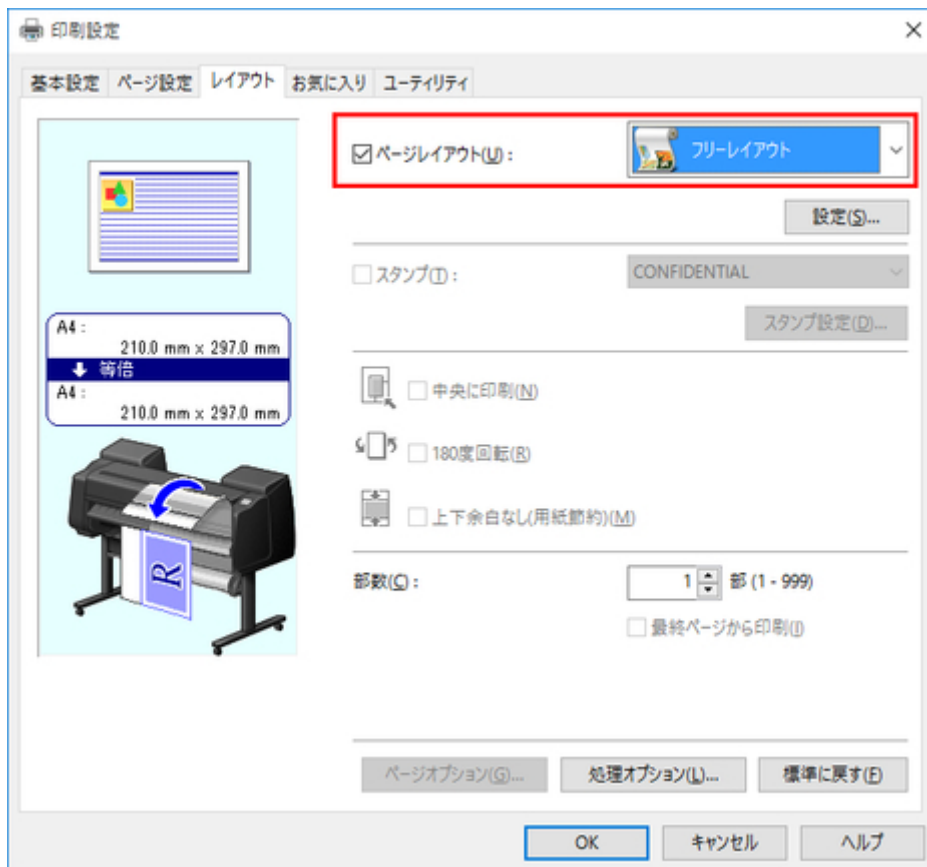 印刷設定
基本設定 ページ設定 レイアウト お気に入り ユーティリティ
ページレイアウト(U) : フリーレイアウト
設定(S)...
スタンプ(T) : CONFIDENTIAL
スタンプ設定(D)...
A4 :
210.0 mm x 297.0 mm
等倍
A4 :
210.0 mm x 297.0 mm
R
中央に印刷(N)
180度回転(R)
上下余白なし(用紙節約)(M)
部数(C) : 1 部 (1 - 999)
最終ページから印刷(I)
ページオプション(G)... 処理オプション(L)... 標準に戻す(F)
OK キャンセル ヘルプ